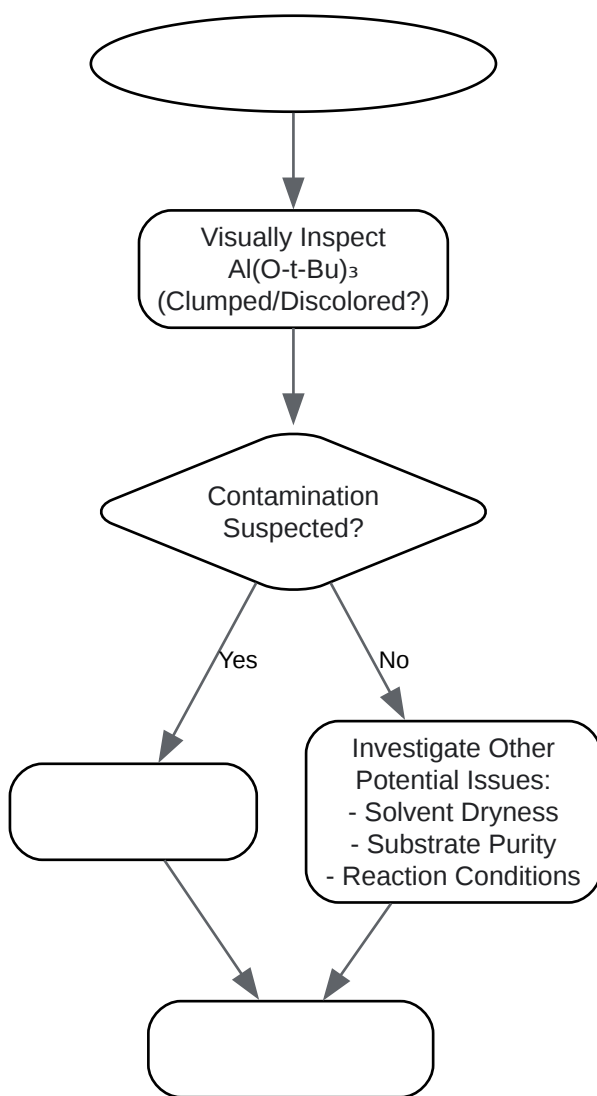 Visually Inspect
Al(O-t-Bu)₃
(Clumped/Discolored?)
Contamination
Suspected?
Yes
No
Investigate Other
Potential Issues:
- Solvent Dryness
- Substrate Purity
- Reaction Conditions